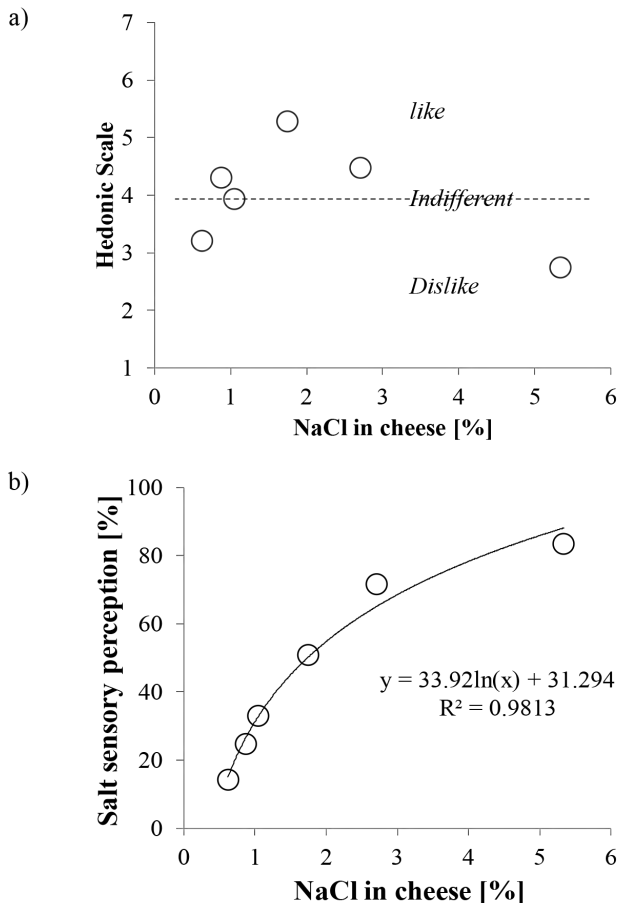 a)
7
6
5
4
3
2
1
Hedonic Scale
like
Indifferent
Dislike
0 1 2 3 4 5 6
NaCl in cheese [%]
b)
100
80
60
40
20
0
Salt sensory perception [%]
y = 33.92ln(x) + 31.294
R² = 0.9813
0 1 2 3 4 5 6
NaCl in cheese [%]